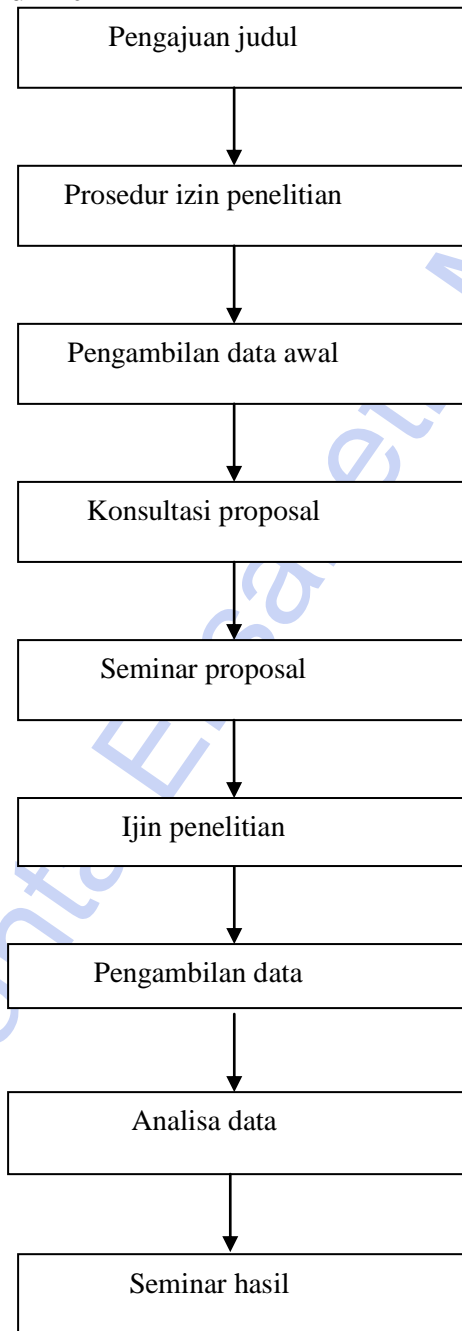 Pengajuan judul
Prosedur izin penelitian
Pengambilan data awal
Konsultasi proposal
Seminar proposal
Ijin penelitian
Pengambilan data
Analisa data
Seminar hasil